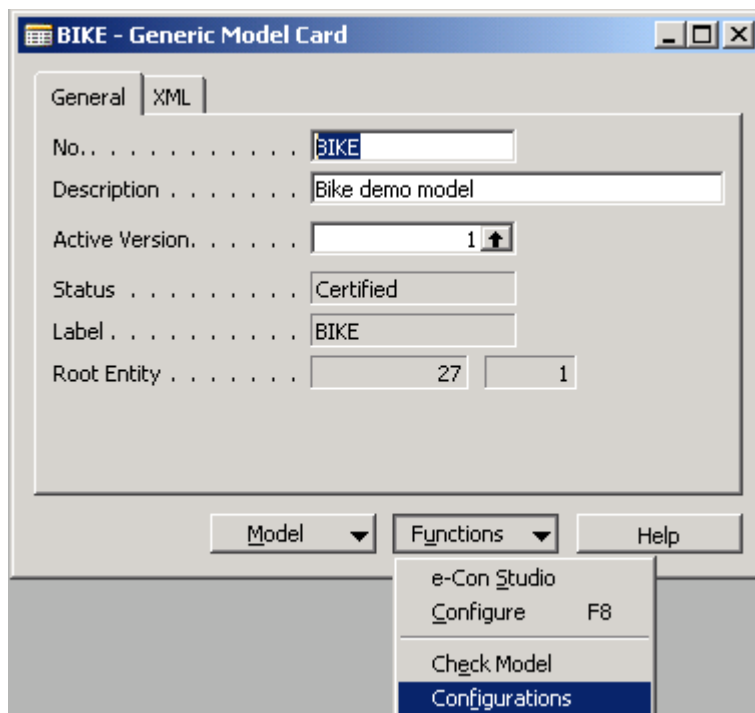 BIKE - Generic Model Card
General XML
No. . . . . . . . . . . . BIKE
Description . . . . . . . Bike demo model
Active Version. . . . . . 1
Status . . . . . . . . . Certified
Label . . . . . . . . . . BIKE
Root Entity . . . . . . . 27 1
Model Functions Help
e-Con Studio
Configure F8
Check Model
Configurations